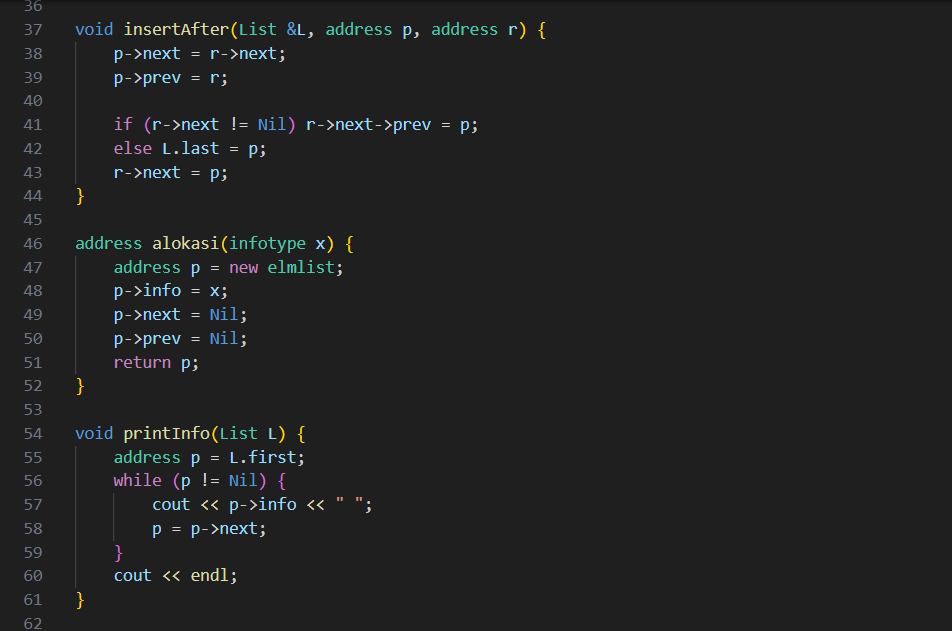 36
37 void insertAfter(List &L, address p, address r) {
38     p->next = r->next;
39     p->prev = r;
40
41     if (r->next != Nil) r->next->prev = p;
42     else L.last = p;
43     r->next = p;
44 }
45
46 address alokasi(infotype x) {
47     address p = new elmlist;
48     p->info = x;
49     p->next = Nil;
50     p->prev = Nil;
51     return p;
52 }
53
54 void printInfo(List L) {
55     address p = L.first;
56     while (p != Nil) {
57         cout << p->info << " ";
58         p = p->next;
59     }
60     cout << endl;
61 }
62